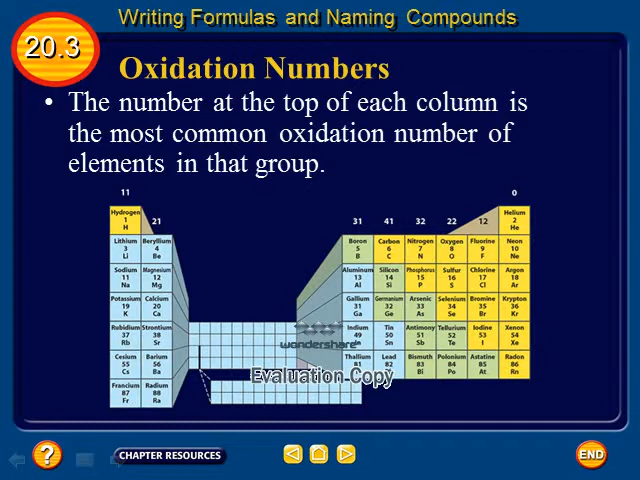 Writing Formulas and Naming Compounds
20.3
Oxidation Numbers
• The number at the top of each column is
the most common oxidation number of
elements in that group.
11 0
21 31 41 32 22 12
Hydrogen Helium
1 2
H He
Lithium Beryllium Boron Carbon Nitrogen Oxygen Fluorine Neon
3 4 5 6 7 8 9 10
Li Be B C N O F Ne
Sodium Magnesium Aluminum Silicon Phosphorus Sulfur Chlorine Argon
11 12 13 14 15 16 17 18
Na Mg Al Si P S Cl Ar
Potassium Calcium Gallium Germanium Arsenic Selenium Bromine Krypton
19 20 31 32 33 34 35 36
K Ca Ga Ge As Se Br Kr
Rubidium Strontium Indium Tin Antimony Tellurium Iodine Xenon
37 38 49 50 51 52 53 54
Rb Sr In Sn Sb Te I Xe
Cesium Barium Thallium Lead Bismuth Polonium Astatine Radon
55 56 81 82 83 84 85 86
Cs Ba Pb Bi Po At Rn
Francium Radium
87 88
Fr Ra
wondershare
Evaluation Copy
? CHAPTER RESOURCES END